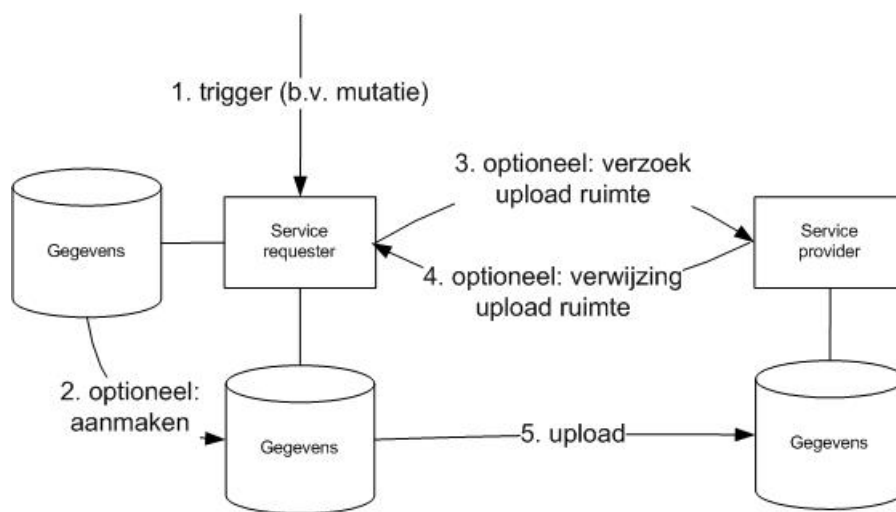 1. trigger (b.v. mutatie)
3. optioneel: verzoek
upload ruimte
Gegevens
Service
requester
Service
provider
4. optioneel: verwijzing
upload ruimte
2. optioneel:
aanmaken
Gegevens
5. upload
Gegevens